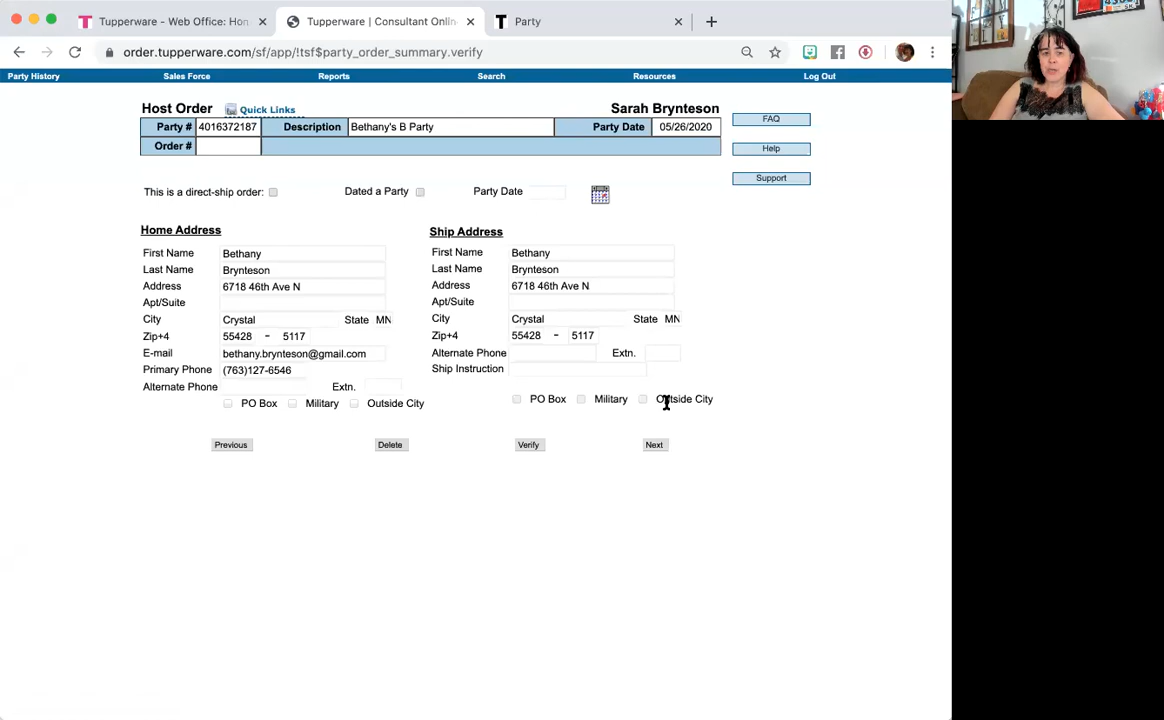 Tupperware - Web Office: Hon
Tupperware | Consultant Onlin
Party
order.tupperware.com/sf/app/!tsf$party_order_summary.verify
Party History Sales Force Reports Search Resources Log Out
Host Order Quick Links Sarah Brynteson
Party # 4016372187 Description Bethany's B Party Party Date 05/26/2020
Order #
FAQ
Help
Support
This is a direct-ship order: Dated a Party Party Date
Home Address
First Name Bethany
Last Name Brynteson
Address 6718 46th Ave N
Apt/Suite
City Crystal State MN
Zip+4 55428 - 5117
E-mail bethany.brynteson@gmail.com
Primary Phone (763)127-6546
Alternate Phone Extn.
PO Box Military Outside City
Ship Address
First Name Bethany
Last Name Brynteson
Address 6718 46th Ave N
Apt/Suite
City Crystal State MN
Zip+4 55428 - 5117
Alternate Phone Extn.
Ship Instruction
PO Box Military Outside City
Previous Delete Verify Next